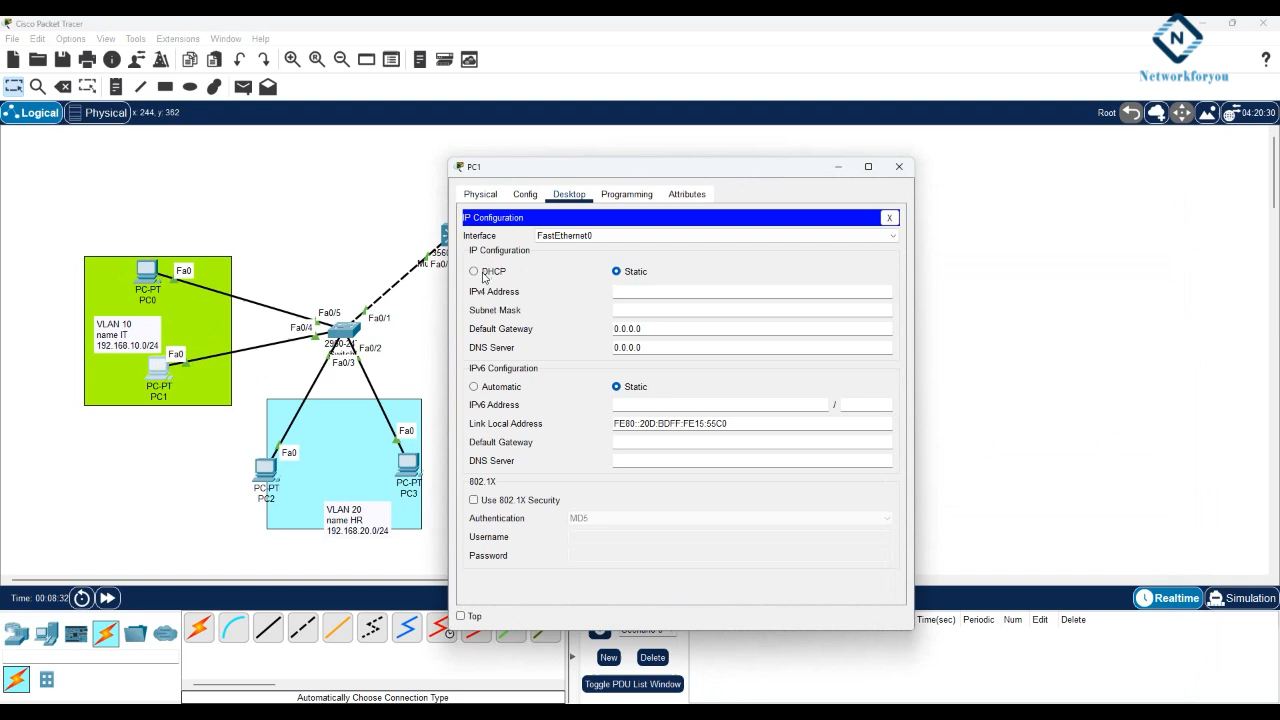 Cisco Packet Tracer
File Edit Options View Tools Extensions Window Help
Networkforyou
Logical Physical x: 244, y: 362 Root 04:20:30
PC1
Physical Config Desktop Programming Attributes
IP Configuration X
Interface FastEthernet0
IP Configuration
DHCP Static
IPv4 Address
Subnet Mask
Default Gateway 0.0.0.0
DNS Server 0.0.0.0
IPv6 Configuration
Automatic Static
IPv6 Address /
Link Local Address FE80::20D:BDFF:FE15:55C0
Default Gateway
DNS Server
802.1X
Use 802.1X Security
Authentication MD5
Username
Password
Top
Fa0
PC-PT
PC0
VLAN 10
name IT
192.168.10.0/24
Fa0
PC-PT
PC1
Fa0/5
Fa0/4
Fa0/1
Fa0/2
Fa0/3
Fa0
PC-PT
PC2
Fa0
PC-PT
PC3
VLAN 20
name HR
192.168.20.0/24
Time: 00:08:32 Realtime Simulation
New Delete
Toggle PDU List Window
Time(sec) Periodic Num Edit Delete
Automatically Choose Connection Type